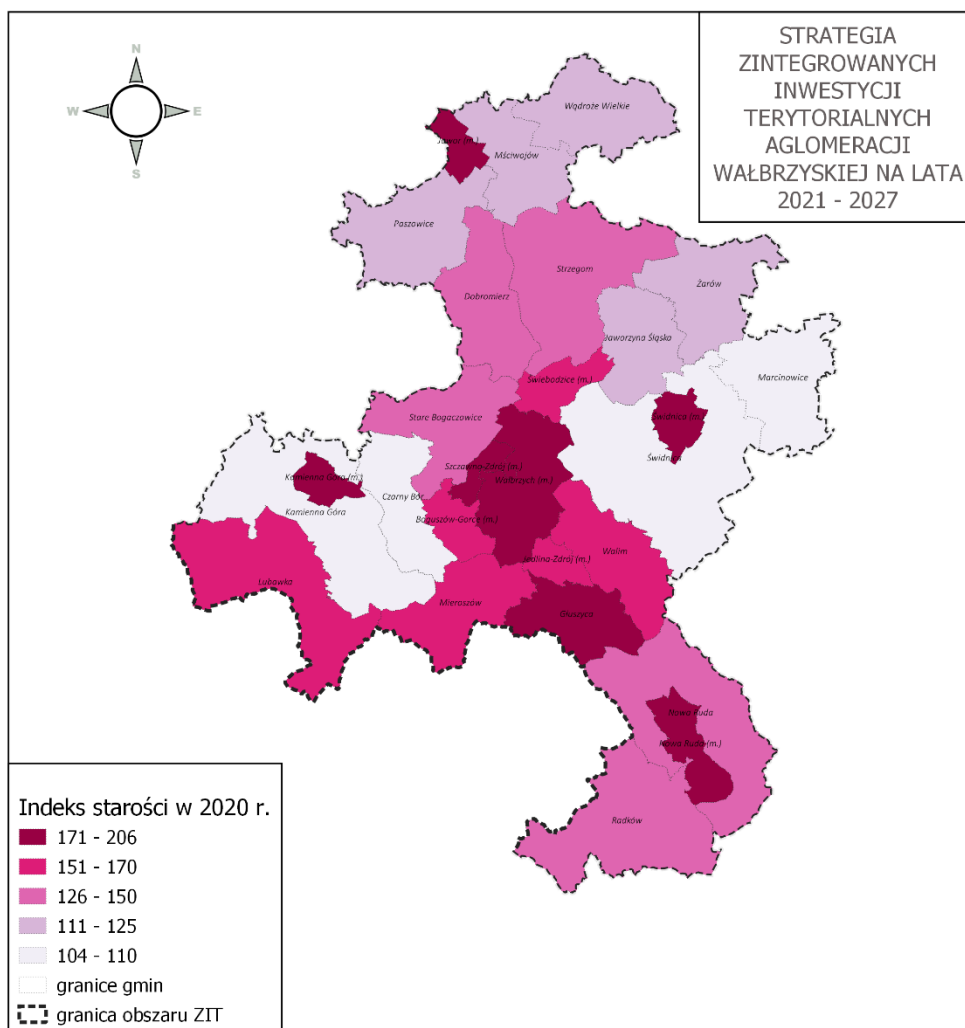 STRATEGIA
ZINTEGROWANYCH
INWESTYCJI
TERYTORIALNYCH
AGLOMERACJI
WAŁBRZYSKIEJ NA LATA
2021 - 2027
N
W E
S
Wądroże Wielkie
Jawor (m.)
Mściwojów
Paszowice
Strzegom
Żarów
Dobromierz
Jaworzyna Śląska
Marcinowice
Świebodzice (m.)
Stare Bogaczowice
Świdnica (m.)
Świdnica
Szczawno-Zdrój (m.)
Kamienna Góra (m.)
Wałbrzych (m.)
Czarny Bór
Kamienna Góra
Boguszów-Gorce (m.)
Jedlina-Zdrój (m.)
Walim
Lubawka
Mieroszów
Głuszyca
Nowa Ruda
Nowa Ruda (m.)
Radków
Indeks starości w 2020 r.
171 - 206
151 - 170
126 - 150
111 - 125
104 - 110
granice gmin
granica obszaru ZIT